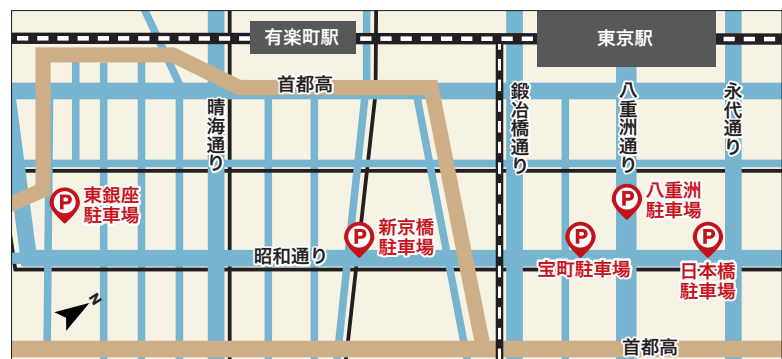 有楽町駅
東京駅
首都高
晴海通り
鍛冶橋通り
八重洲通り
永代通り
東銀座
駐車場
新京橋
駐車場
八重洲
駐車場
宝町駐車場
日本橋
駐車場
昭和通り
首都高
N
P
P
P
P
P